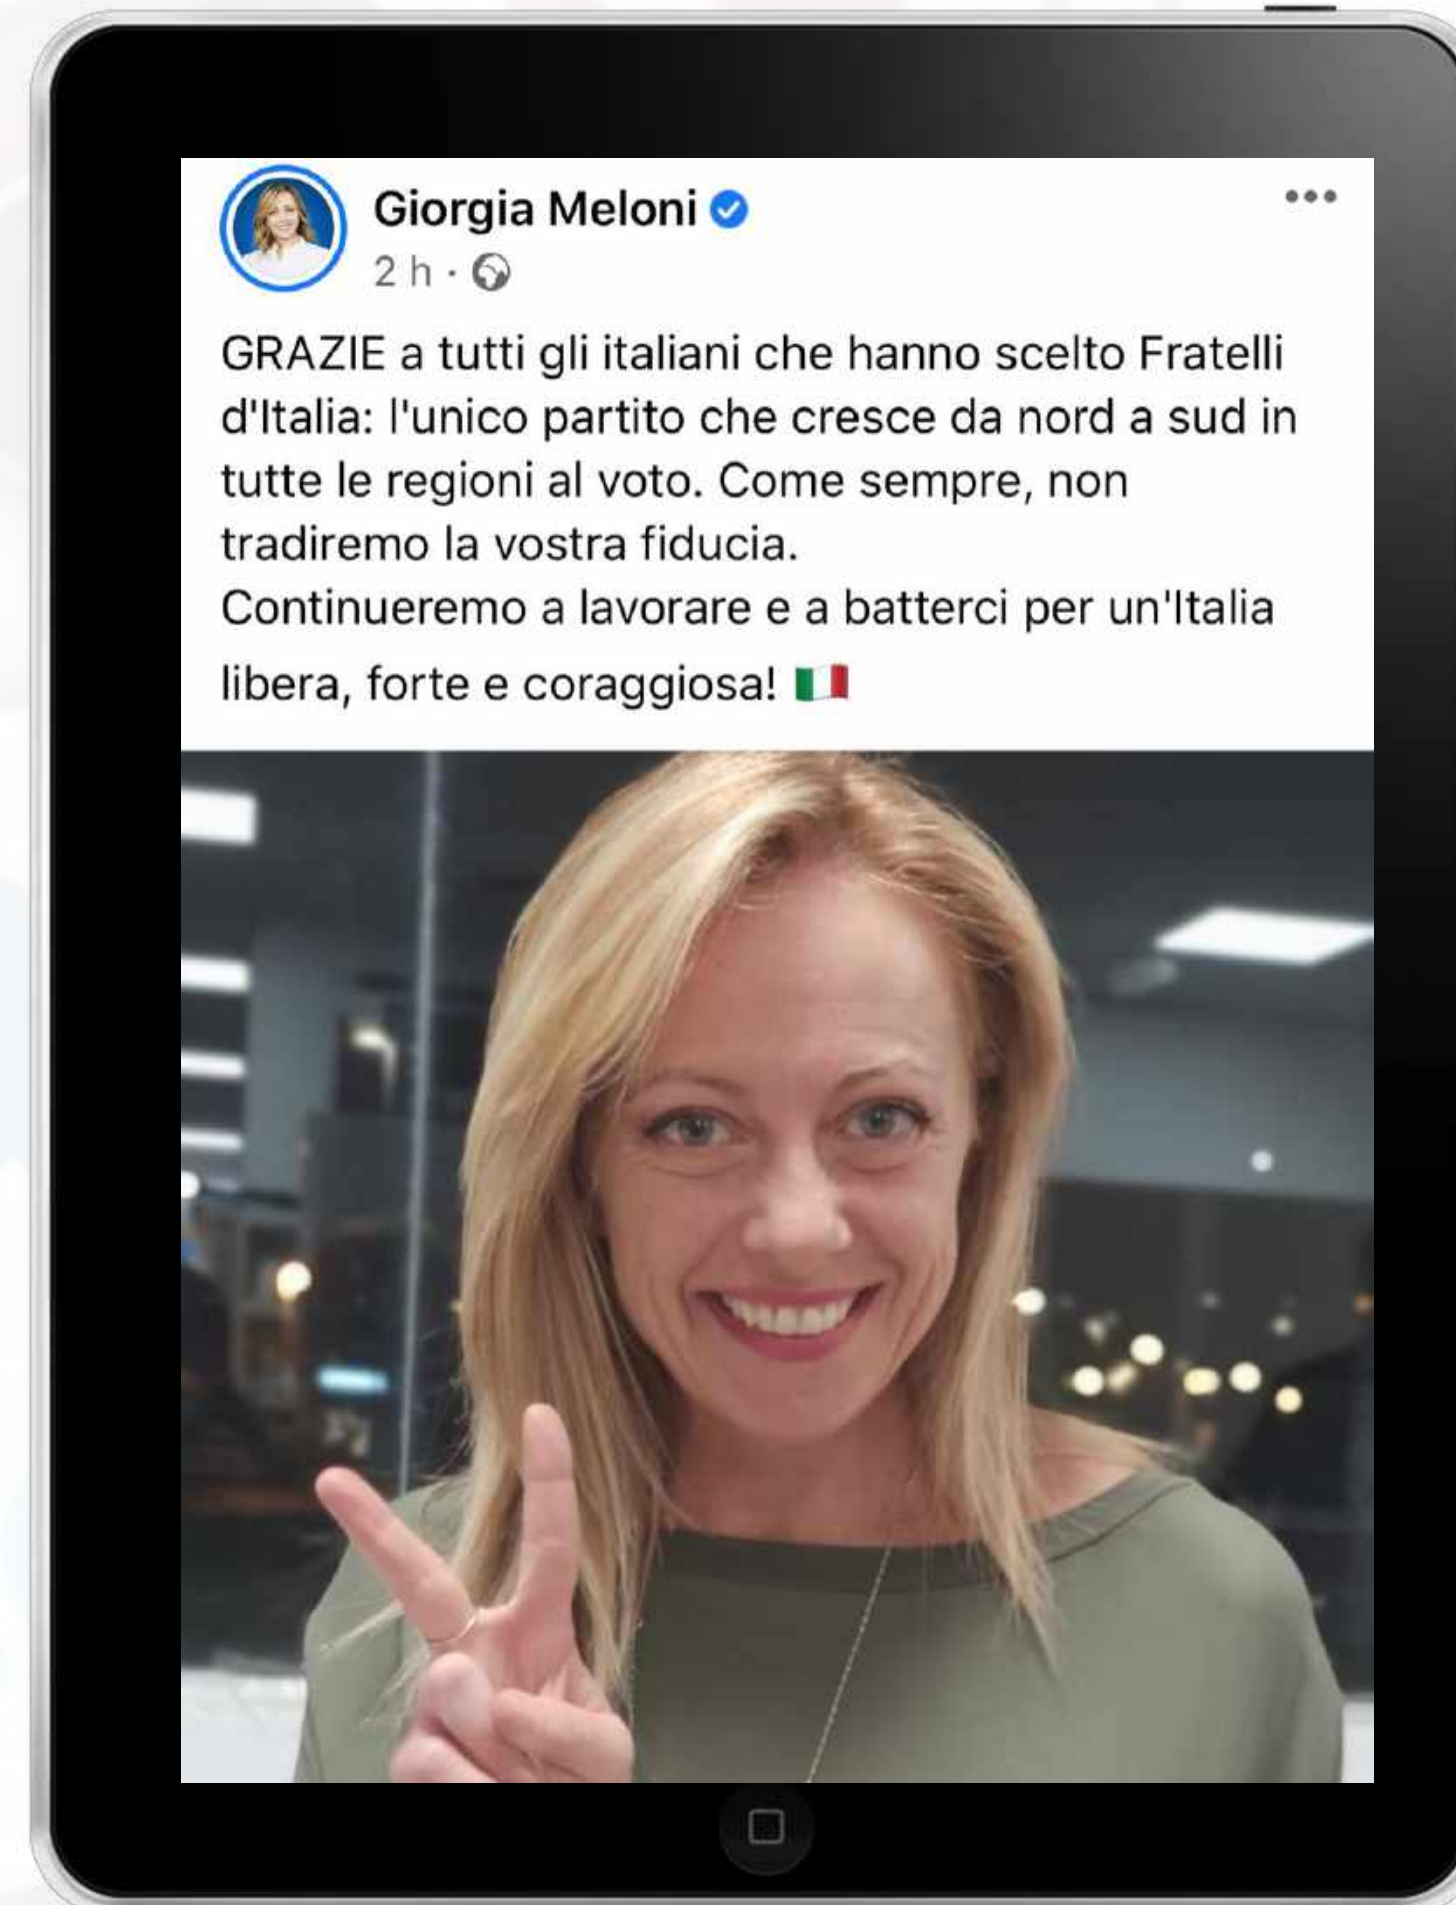 Giorgia Meloni
2 h ·
GRAZIE a tutti gli italiani che hanno scelto Fratelli
d'Italia: l'unico partito che cresce da nord a sud in
tutte le regioni al voto. Come sempre, non
tradiremo la vostra fiducia.
Continueremo a lavorare e a batterci per un'Italia
libera, forte e coraggiosa! 🇮🇹